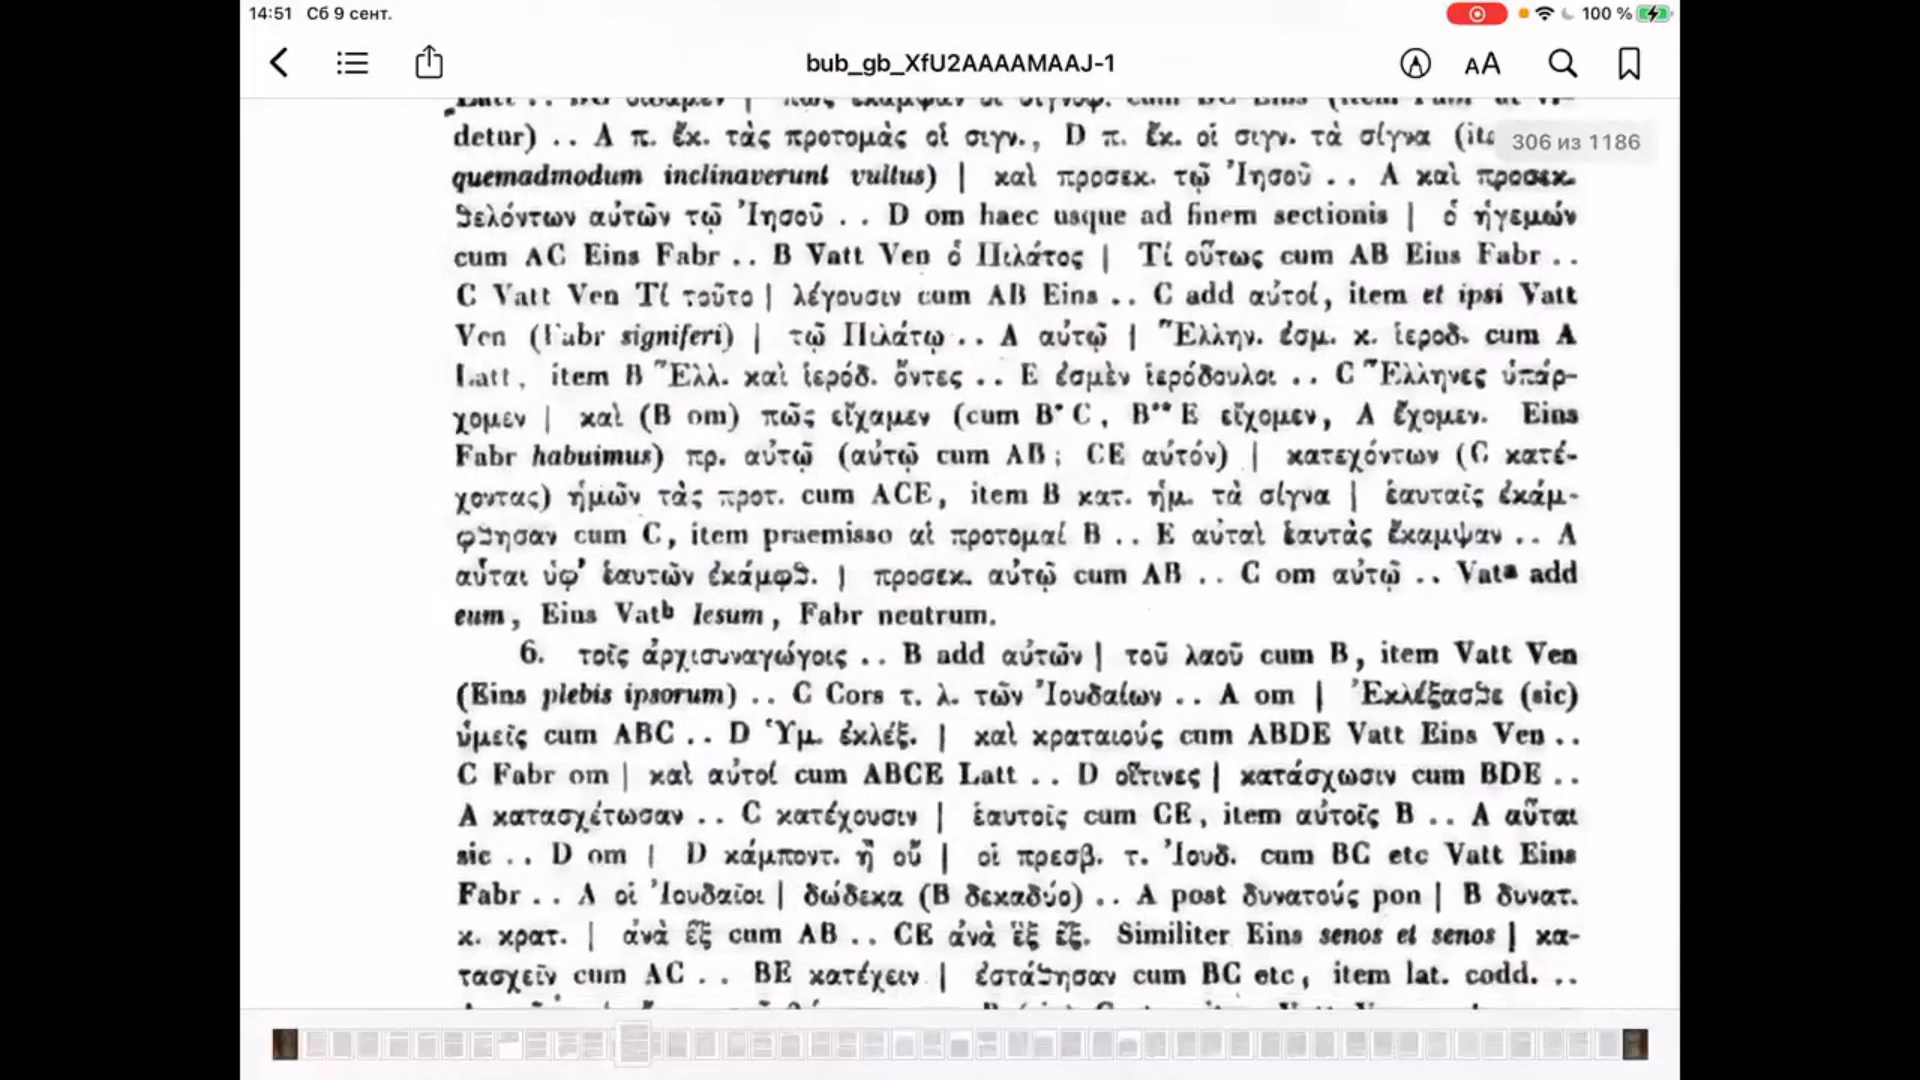 14:51 Сб 9 сент.
100 %
bub_gb_XfU2AAAAMAAJ-1
306 из 1186
detur) . . A π. ἔκ. τὰς προτομὰς οἱ σιγν., D π. ἔκ. οἱ σιγν. τὰ σίγνα
quemadmodum inclinaverunt vultus) | καὶ προσεκ. τῷ Ἰησοῦ . . A καὶ προσεκ.
θελόντων αὐτῶν τῷ Ἰησοῦ . . D om haec usque ad finem sectionis | ὁ ἡγεμών
cum AC Eins Fabr . . B Vatt Ven ὁ Πιλάτος | Τί οὕτως cum AB Eins Fabr . .
C Vatt Ven Τί τοῦτο | λέγουσιν cum AB Eins . . C add αὐτοί, item et ipsi Vatt
Ven (Fabr signiferi) | τῷ Πιλάτῳ . . A αὐτῷ | Ἕλλην. ἐσμ. κ. ἱεροδ. cum A
Latt, item B Ἕλλ. καὶ ἱερόδ. ὄντες . . E ἐσμὲν ἱερόδουλοι . . C Ἕλληνες ὑπάρ-
χομεν | καὶ (B om) πῶς εἴχαμεν (cum B* C, B** E εἴχομεν, A ἔχομεν. Eins
Fabr habuimus) πρ. αὐτῷ (αὐτῷ cum AB; CE αὐτόν) | κατεχόντων (C κατέ-
χοντας) ἡμῶν τὰς προτ. cum ACE, item B κατ. ἡμ. τὰ σίγνα | ἑαυταῖς ἐκάμ-
φθησαν cum C, item praemisso αἱ προτομαί B . . E αὐταὶ ἑαυτὰς ἔκαμψαν . . A
αὗται ὑφ' ἑαυτῶν ἐκάμφθ. | προσεκ. αὐτῷ cum AB . . C om αὐτῷ . . Vatᵃ add
eum, Eins Vatᵇ Iesum, Fabr neutrum.
6. τοῖς ἀρχισυναγώγοις . . B add αὐτῶν | τοῦ λαοῦ cum B, item Vatt Ven
(Eins plebis ipsorum) . . C Cors τ. λ. τῶν Ἰουδαίων . . A om | Ἐκλέξασθε (sic)
ὑμεῖς cum ABC . . D Ὑμ. ἐκλέξ. | καὶ κραταιούς cum ABDE Vatt Eins Ven . .
C Fabr om | καὶ αὐτοί cum ABCE Latt . . D οἵτινες | κατάσχωσιν cum BDE . .
A κατασχέτωσαν . . C κατέχουσιν | ἑαυτοῖς cum CE, item αὐτοῖς B . . A αὗται
sic . . D om | D κάμποντ. ἢ οὔ | οἱ πρεσβ. τ. Ἰουδ. cum BC etc Vatt Eins
Fabr . . A οἱ Ἰουδαῖοι | δώδεκα (B δεκαδύο) . . A post δυνατούς pon | B δυνατ.
κ. κρατ. | ἀνὰ ἕξ cum AB . . CE ἀνὰ ἓξ ἕξ. Similiter Eins senos et senos | κα-
τασχεῖν cum AC . . BE κατέχειν | ἐστάθησαν cum BC etc, item lat. codd. . .